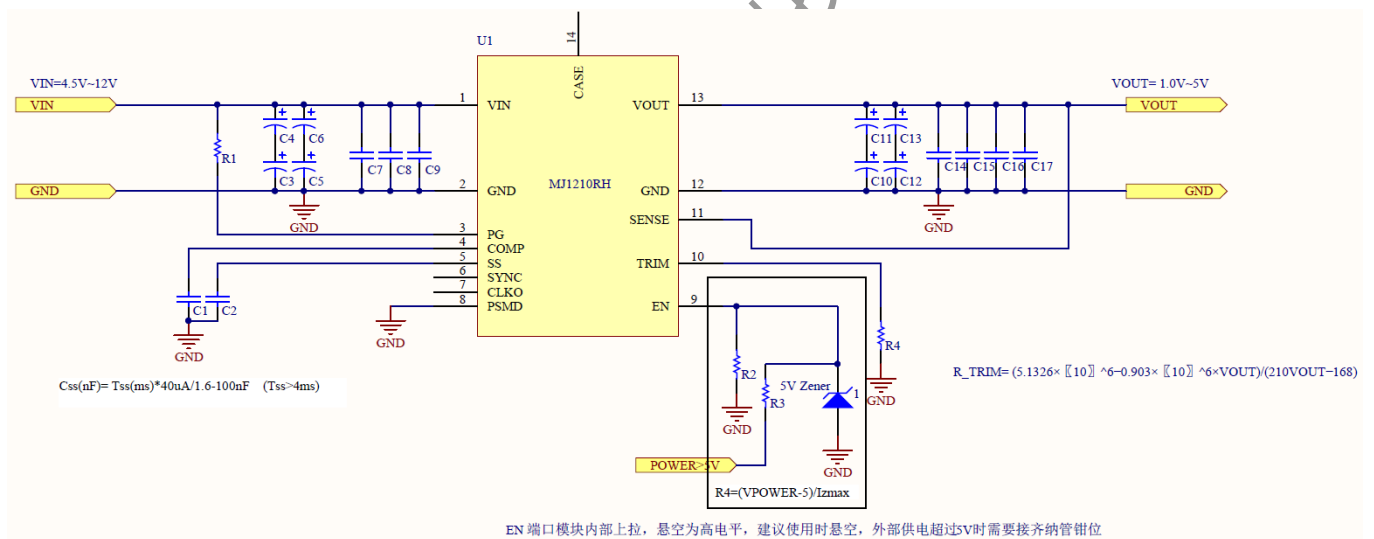 U1
14
CASE
VIN=4.5V~12V
VIN
1
VIN
VOUT
13
VOUT= 1.0V~5V
VOUT
R1
C4
C6
C3
C5
C7
C8
C9
C11
C13
C10
C12
C14
C15
C16
C17
GND
2
GND
MJ1210RH
GND
12
GND
GND
GND
SENSE
11
3
PG
4
COMP
5
SS
6
SYNC
7
CLKO
8
PSMD
TRIM
10
EN
9
C1
C2
GND
GND
R2
R3
5V Zener
1
R4
GND
GND
GND
POWER>5V
R4=(VPOWER-5)/Izmax
Css(nF)= Tss(ms)*40uA/1.6-100nF (Tss>4ms)
R_TRIM= (5.1326×〖10〗^6−0.903×〖10〗^6×VOUT)/(210VOUT−168)
EN 端口模块内部上拉，悬空为高电平，建议使用时悬空，外部供电超过5V时需要接齐纳管钳位